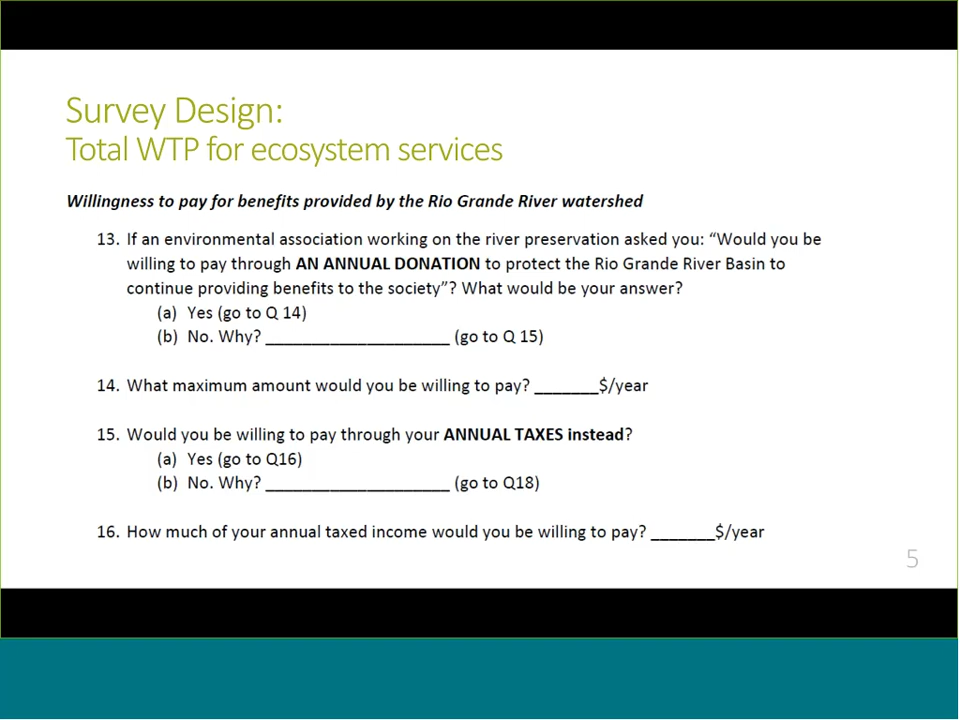 Survey Design:
Total WTP for ecosystem services
Willingness to pay for benefits provided by the Rio Grande River watershed
13. If an environmental association working on the river preservation asked you: “Would you be
willing to pay through AN ANNUAL DONATION to protect the Rio Grande River Basin to
continue providing benefits to the society”? What would be your answer?
(a) Yes (go to Q 14)
(b) No. Why? ____________________ (go to Q 15)
14. What maximum amount would you be willing to pay? _______$/year
15. Would you be willing to pay through your ANNUAL TAXES instead?
(a) Yes (go to Q16)
(b) No. Why? ____________________ (go to Q18)
16. How much of your annual taxed income would you be willing to pay? _______$/year
5